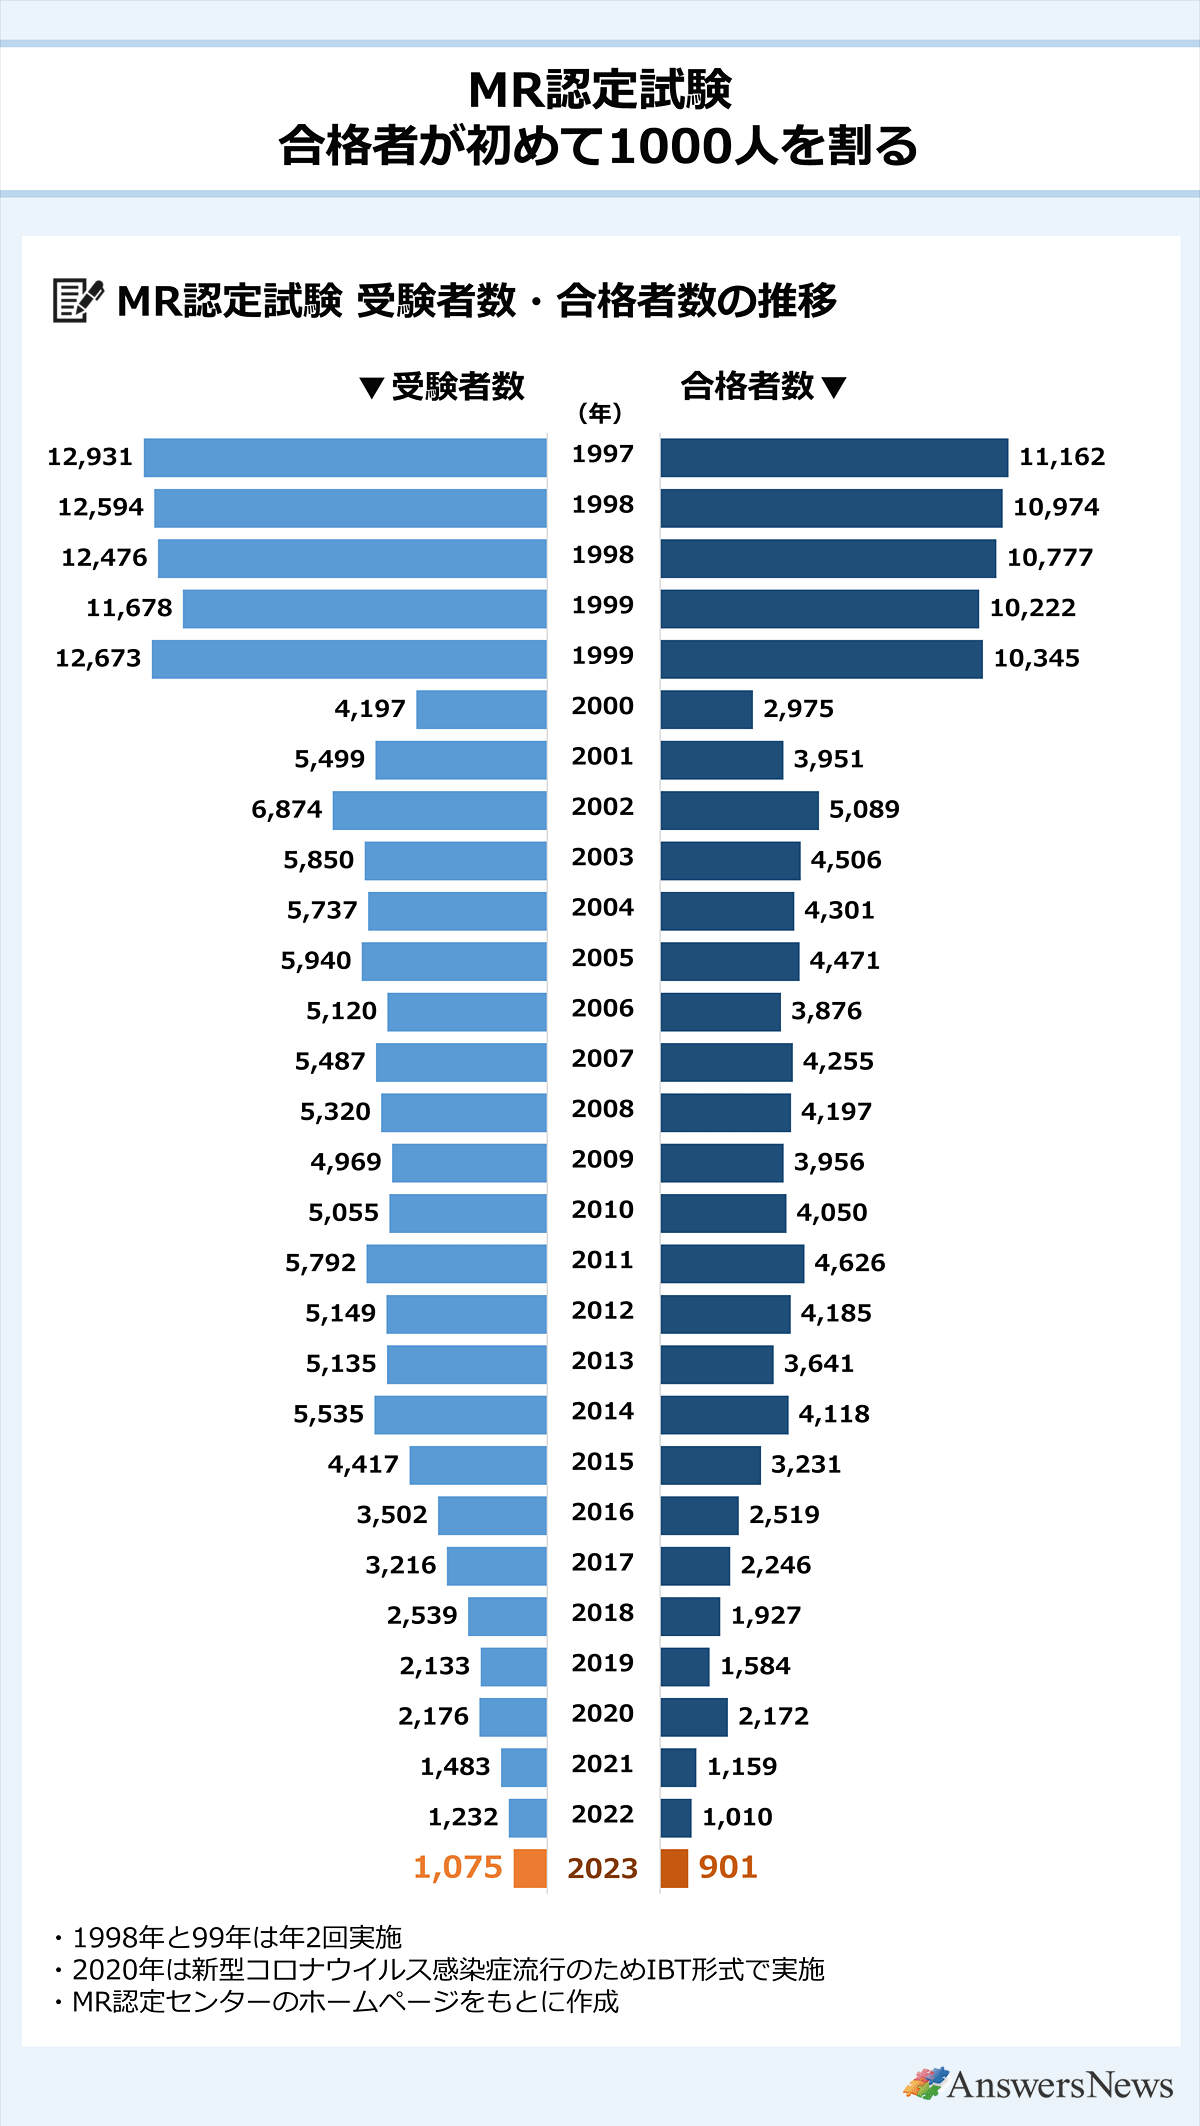 MR認定試験
合格者が初めて1000人を割る
MR認定試験 受験者数・合格者数の推移
▼受験者数 合格者数▼
（年）
12,931 1997 11,162
12,594 1998 10,974
12,476 1998 10,777
11,678 1999 10,222
12,673 1999 10,345
4,197 2000 2,975
5,499 2001 3,951
6,874 2002 5,089
5,850 2003 4,506
5,737 2004 4,301
5,940 2005 4,471
5,120 2006 3,876
5,487 2007 4,255
5,320 2008 4,197
4,969 2009 3,956
5,055 2010 4,050
5,792 2011 4,626
5,149 2012 4,185
5,135 2013 3,641
5,535 2014 4,118
4,417 2015 3,231
3,502 2016 2,519
3,216 2017 2,246
2,539 2018 1,927
2,133 2019 1,584
2,176 2020 2,172
1,483 2021 1,159
1,232 2022 1,010
1,075 2023 901
・1998年と99年は年2回実施
・2020年は新型コロナウイルス感染症流行のためIBT形式で実施
・MR認定センターのホームページをもとに作成
AnswersNews